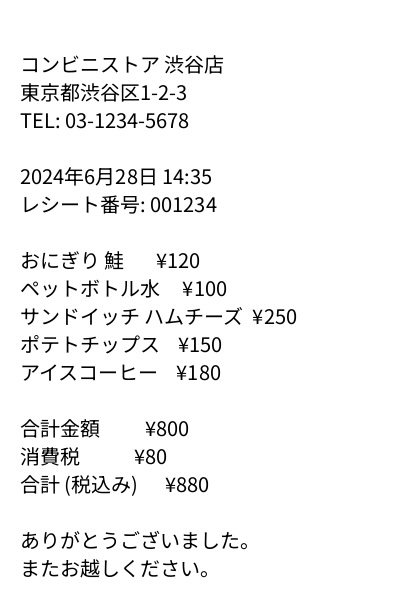 コンビニストア 渋谷店
東京都渋谷区1-2-3
TEL: 03-1234-5678
2024年6月28日 14:35
レシート番号: 001234
おにぎり 鮭 ¥120
ペットボトル水 ¥100
サンドイッチ ハムチーズ ¥250
ポテトチップス ¥150
アイスコーヒー ¥180
合計金額 ¥800
消費税 ¥80
合計 (税込み) ¥880
ありがとうございました。
またお越しください。